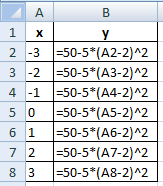 A B
1 x y
2 -3 =50-5*(A2-2)^2
3 -2 =50-5*(A3-2)^2
4 -1 =50-5*(A4-2)^2
5 0 =50-5*(A5-2)^2
6 1 =50-5*(A6-2)^2
7 2 =50-5*(A7-2)^2
8 3 =50-5*(A8-2)^2